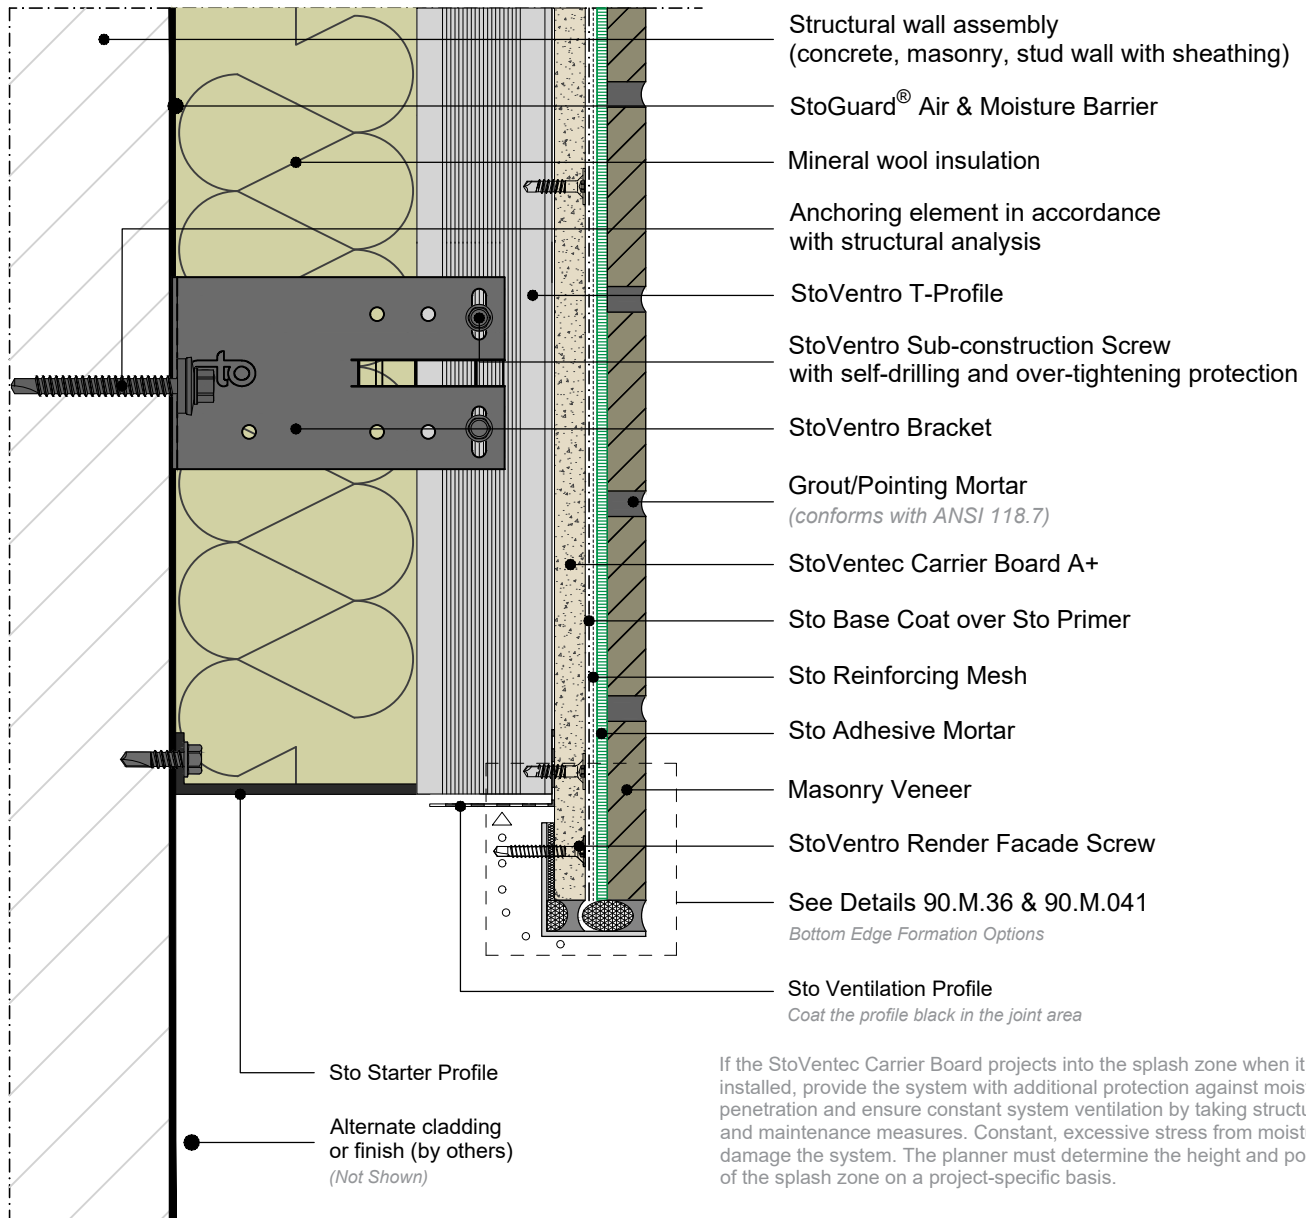 Structural wall assembly
(concrete, masonry, stud wall with sheathing)
StoGuard® Air & Moisture Barrier
Mineral wool insulation
Anchoring element in accordance
with structural analysis
StoVentro T-Profile
StoVentro Sub-construction Screw
with self-drilling and over-tightening protection
StoVentro Bracket
Grout/Pointing Mortar
(conforms with ANSI 118.7)
StoVentec Carrier Board A+
Sto Base Coat over Sto Primer
Sto Reinforcing Mesh
Sto Adhesive Mortar
Masonry Veneer
StoVentro Render Facade Screw
See Details 90.M.36 & 90.M.041
Bottom Edge Formation Options
Sto Ventilation Profile
Coat the profile black in the joint area
Sto Starter Profile
Alternate cladding
or finish (by others)
(Not Shown)
If the StoVentec Carrier Board projects into the splash zone when it
installed, provide the system with additional protection against
penetration and ensure constant system ventilation by taking
and maintenance measures. Constant, excessive stress from
damage the system. The planner must determine the height and
of the splash zone on a project-specific basis.